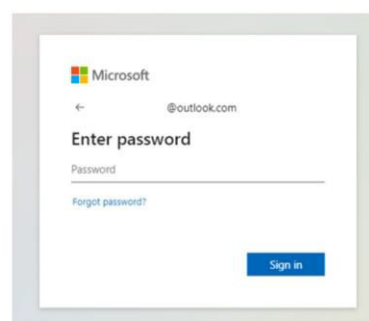 Microsoft
← @outlook.com
Enter password
Password
Forgot password?
Sign in